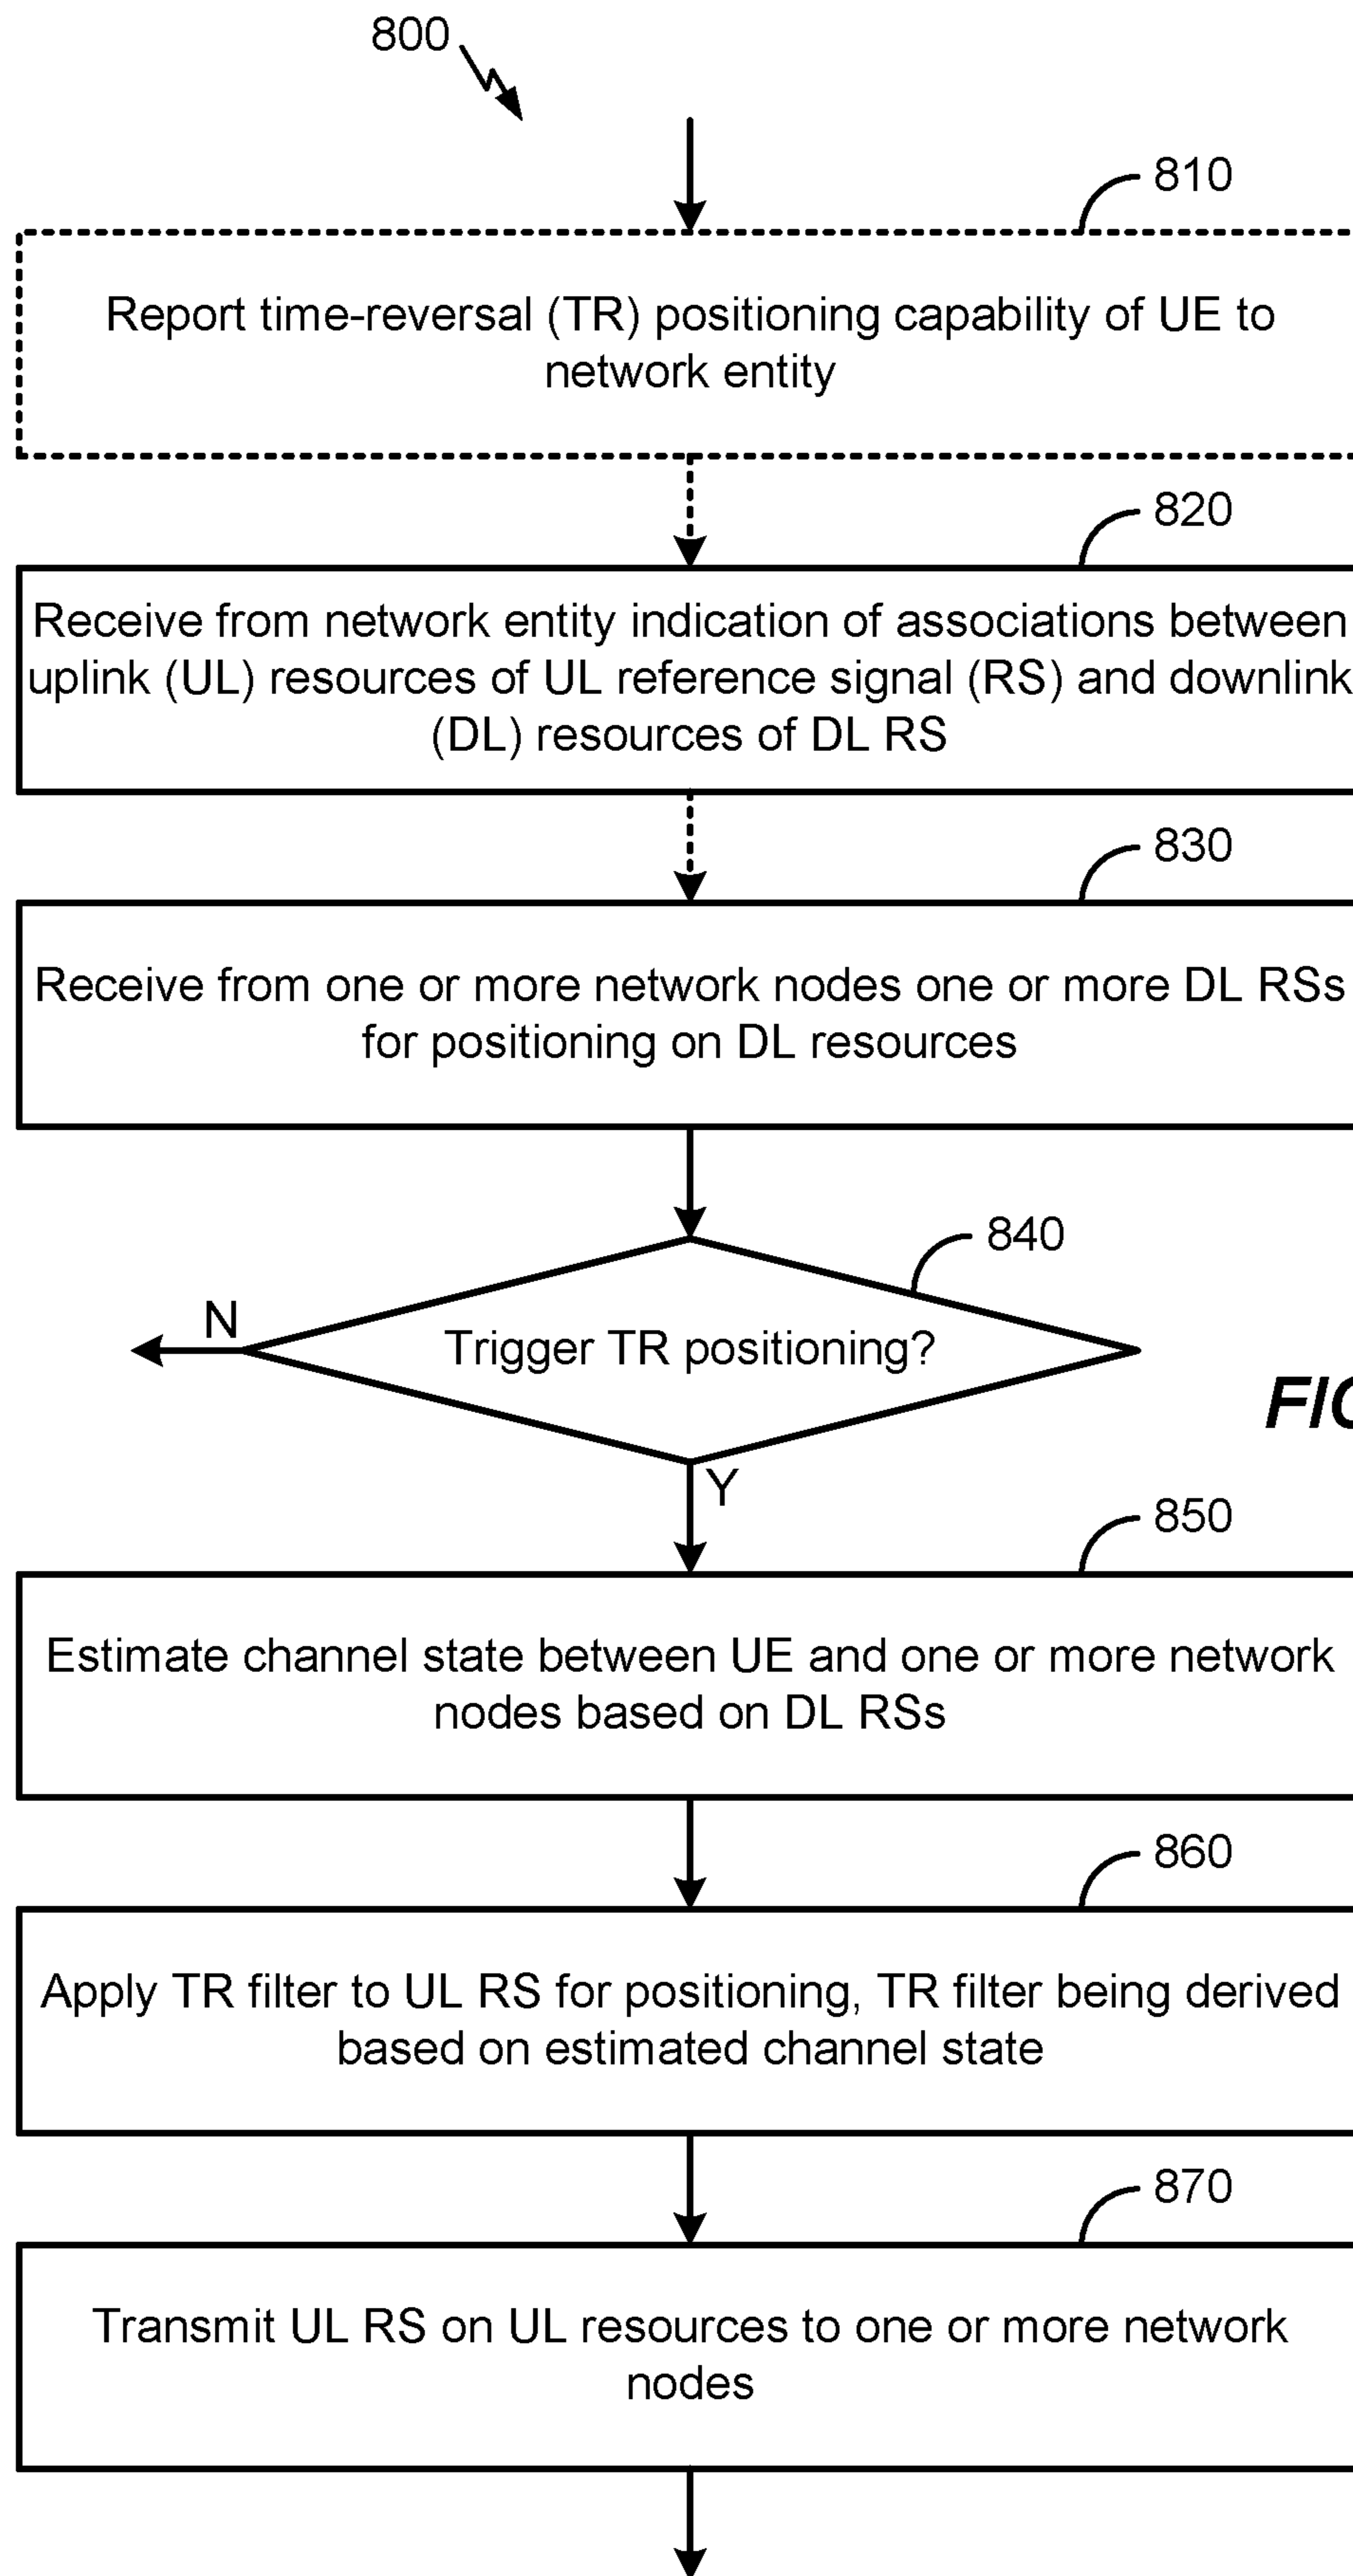 800
810
Report time-reversal (TR) positioning capability of UE to
network entity
820
Receive from network entity indication of associations between
uplink (UL) resources of UL reference signal (RS) and downlink
(DL) resources of DL RS
830
Receive from one or more network nodes one or more DL RSs
for positioning on DL resources
840
N
Trigger TR positioning?
Y
850
Estimate channel state between UE and one or more network
nodes based on DL RSs
860
Apply TR filter to UL RS for positioning, TR filter being derived
based on estimated channel state
870
Transmit UL RS on UL resources to one or more network
nodes